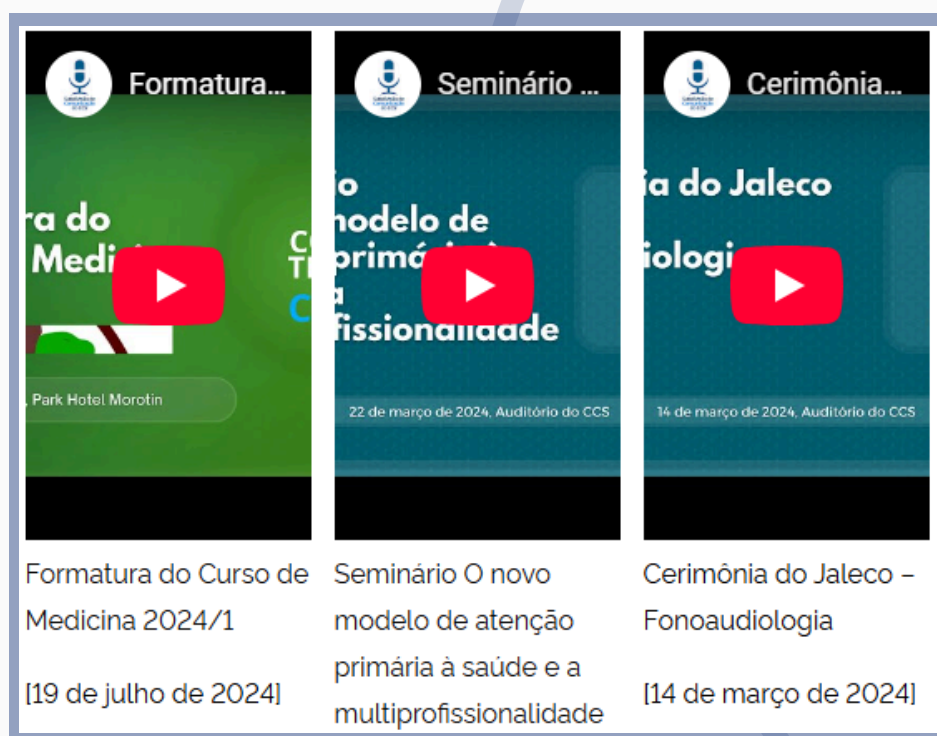 Formatura...
ra do
Medi
Park Hotel Morotin
Formatura do Curso de
Medicina 2024/1
[19 de julho de 2024]
Seminário ...
io
modelo de
primá
a
fissionalidade
22 de março de 2024, Auditório do CCS
Seminário O novo
modelo de atenção
primária à saúde e a
multiprofissionalidade
Cerimônia...
ia do Jaleco
iologi
14 de março de 2024, Auditório do CCS
Cerimônia do Jaleco –
Fonoaudiologia
[14 de março de 2024]